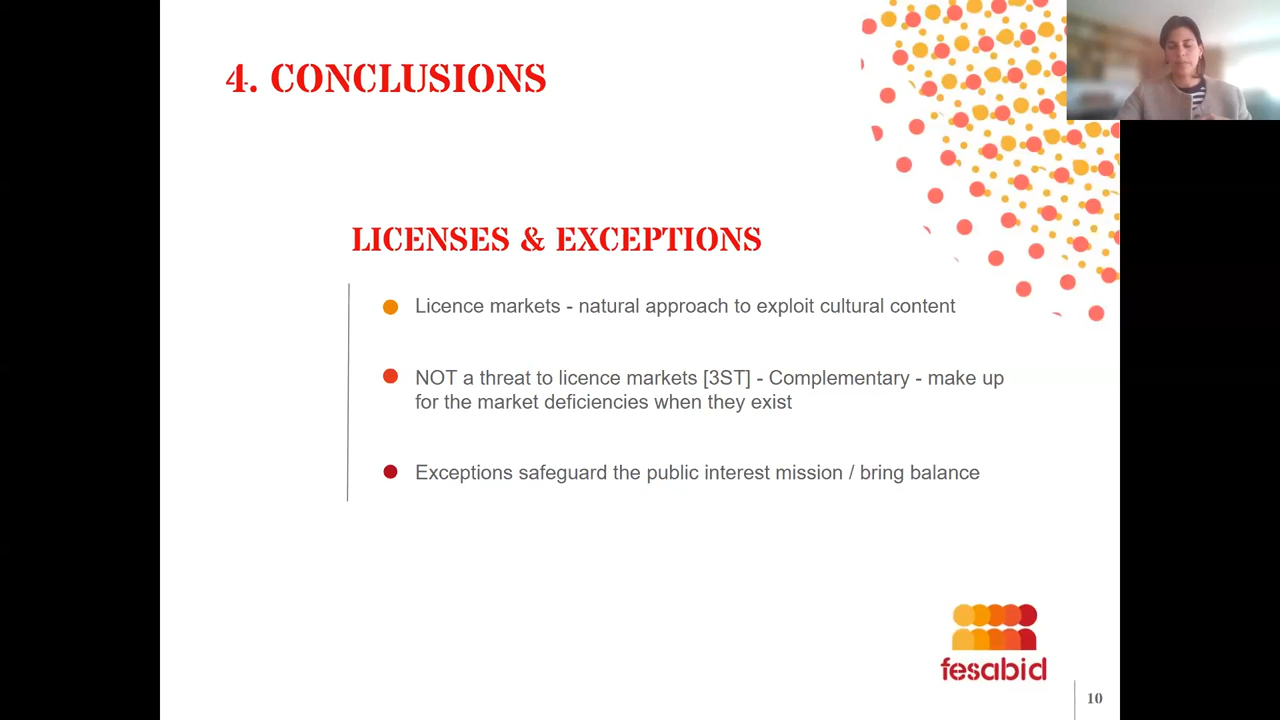 4. CONCLUSIONS
LICENSES & EXCEPTIONS
Licence markets - natural approach to exploit cultural content
NOT a threat to licence markets [3ST] - Complementary - make up
for the market deficiencies when they exist
Exceptions safeguard the public interest mission / bring balance
fesabid
10